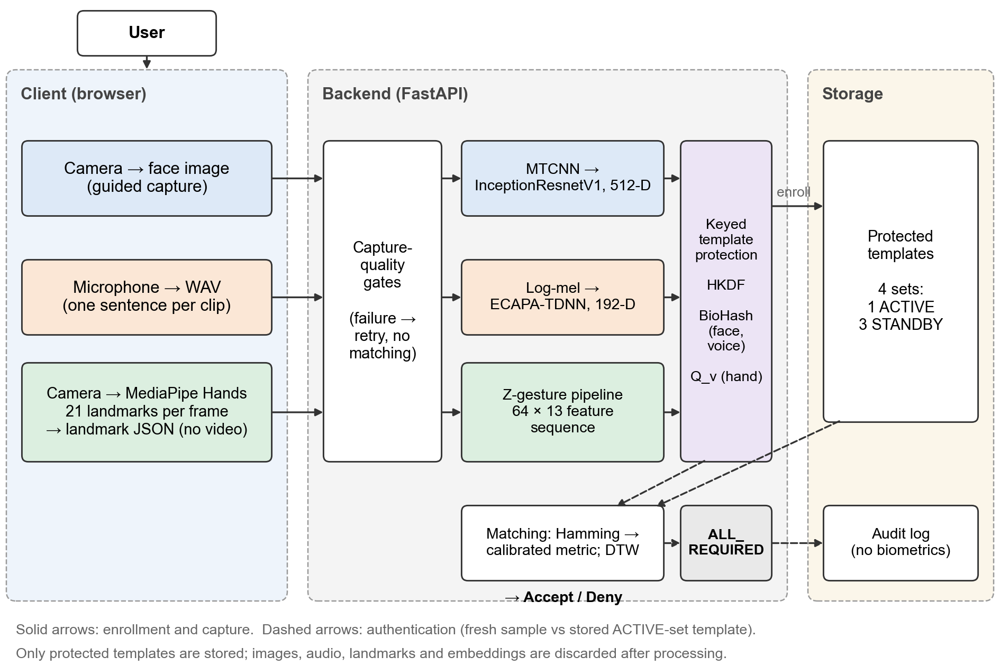 User
Client (browser)
Camera → face image
(guided capture)
Microphone → WAV
(one sentence per clip)
Camera → MediaPipe Hands
21 landmarks per frame
→ landmark JSON (no video)
Backend (FastAPI)
Capture-
quality
gates
(failure →
retry, no
matching)
MTCNN →
InceptionResnetV1, 512-D
Log-mel →
ECAPA-TDNN, 192-D
Z-gesture pipeline
64 × 13 feature
sequence
Keyed
template
protection
HKDF
BioHash
(face,
voice)
Q_v (hand)
enroll
Storage
Protected
templates
4 sets:
1 ACTIVE
3 STANDBY
Matching: Hamming →
calibrated metric; DTW
ALL_
REQUIRED
Audit log
(no biometrics)
→ Accept / Deny
Solid arrows: enrollment and capture.  Dashed arrows: authentication (fresh sample vs stored ACTIVE-set template).
Only protected templates are stored; images, audio, landmarks and embeddings are discarded after processing.